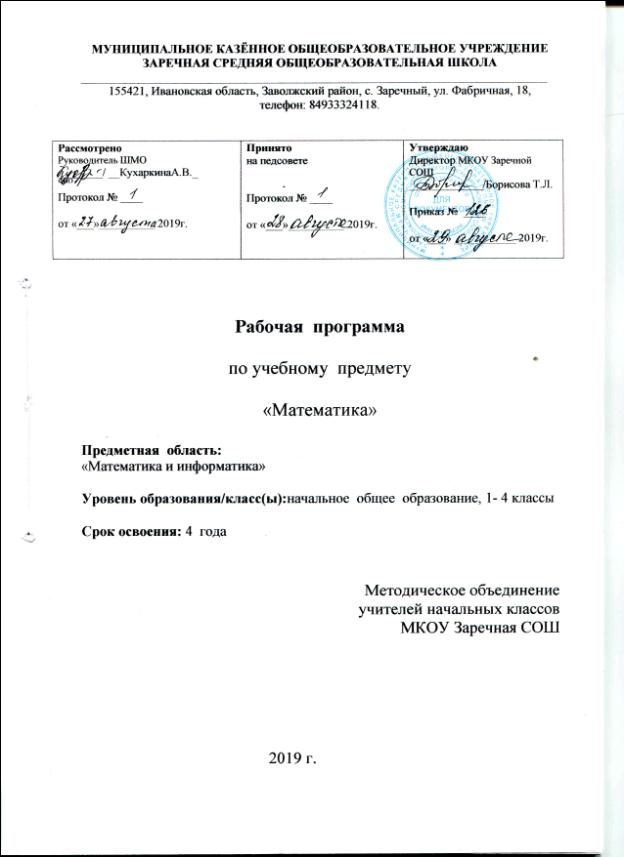 МУНИЦИПАЛЬНОЕ КАЗЁННОЕ ОБЩЕОБРАЗОВАТЕЛЬНОЕ УЧРЕЖДЕНИЕ
ЗАРЕЧНАЯ СРЕДНЯЯ ОБЩЕОБРАЗОВАТЕЛЬНАЯ ШКОЛА
155421, Ивановская область, Заволжский район, с. Заречный, ул. Фабричная, 18,
телефон: 84933324118.
Рассмотрено
Руководитель ШМО
КухаркинаА.В.
Протокол № 1
от «27» августа 2019г.
Принято
на педсовете
Протокол № 1
от «28» августа 2019г.
Утверждаю
Директор МКОУ Заречной
СОШ
/Борисова Т.Л.
ДЛЯ
Приказ № 126
от «29» августа 2019г.
Рабочая программа
по учебному предмету
«Математика»
Предметная область:
«Математика и информатика»
Уровень образования/класс(ы):начальное общее образование, 1- 4 классы
Срок освоения: 4 года
Методическое объединение
учителей начальных классов
МКОУ Заречная СОШ
2019 г.